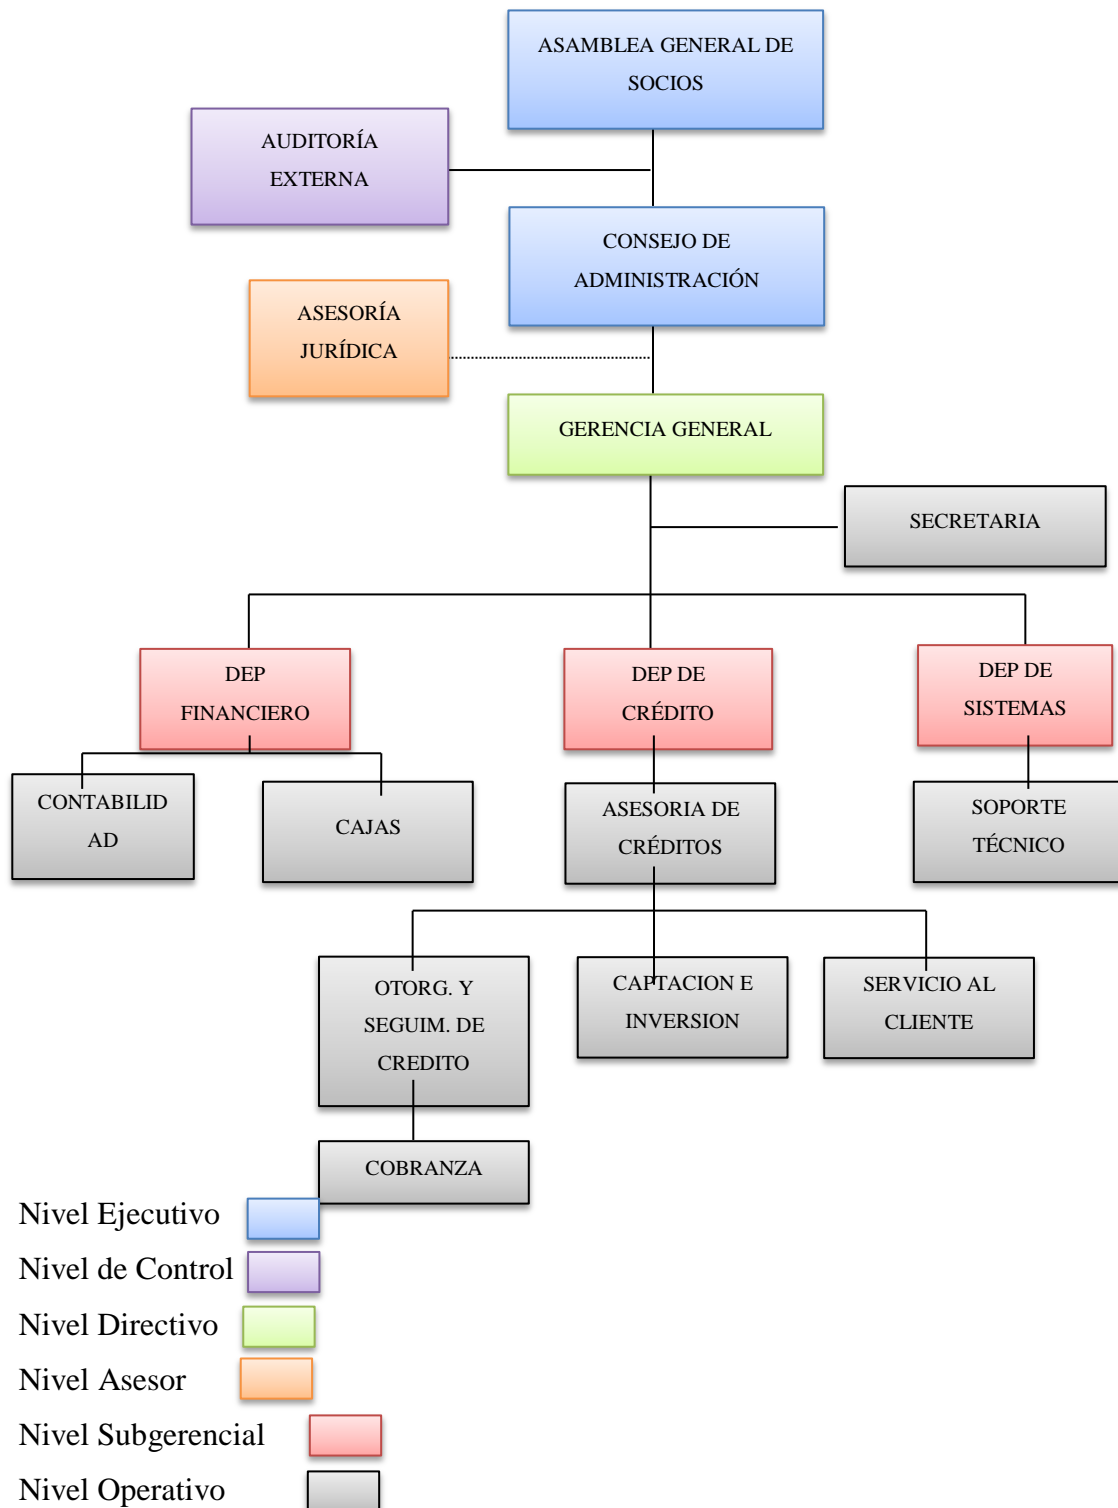 ASAMBLEA GENERAL DE
SOCIOS
AUDITORÍA
EXTERNA
CONSEJO DE
ADMINISTRACIÓN
ASESORÍA
JURÍDICA
GERENCIA GENERAL
SECRETARIA
DEP
FINANCIERO
DEP DE
CRÉDITO
DEP DE
SISTEMAS
CONTABILID
AD
CAJAS
ASESORIA DE
CRÉDITOS
SOPORTE
TÉCNICO
OTORG. Y
SEGUIM. DE
CREDITO
CAPTACION E
INVERSION
SERVICIO AL
CLIENTE
COBRANZA
Nivel Ejecutivo
Nivel de Control
Nivel Directivo
Nivel Asesor
Nivel Subgerencial
Nivel Operativo